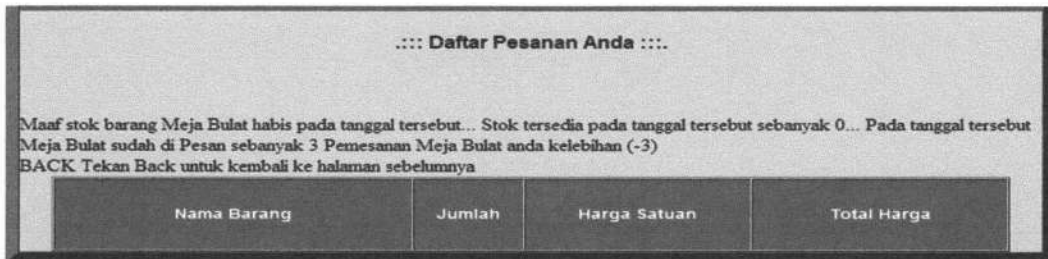 .::: Daftar Pesanan Anda :::.
Maaf stok barang Meja Bulat habis pada tanggal tersebut... Stok tersedia pada tanggal tersebut sebanyak 0... Pada tanggal tersebut
Meja Bulat sudah di Pesan sebanyak 3 Pemesanan Meja Bulat anda kelebihan (-3)
BACK Tekan Back untuk kembali ke halaman sebelumnya
Nama Barang Jumlah Harga Satuan Total Harga